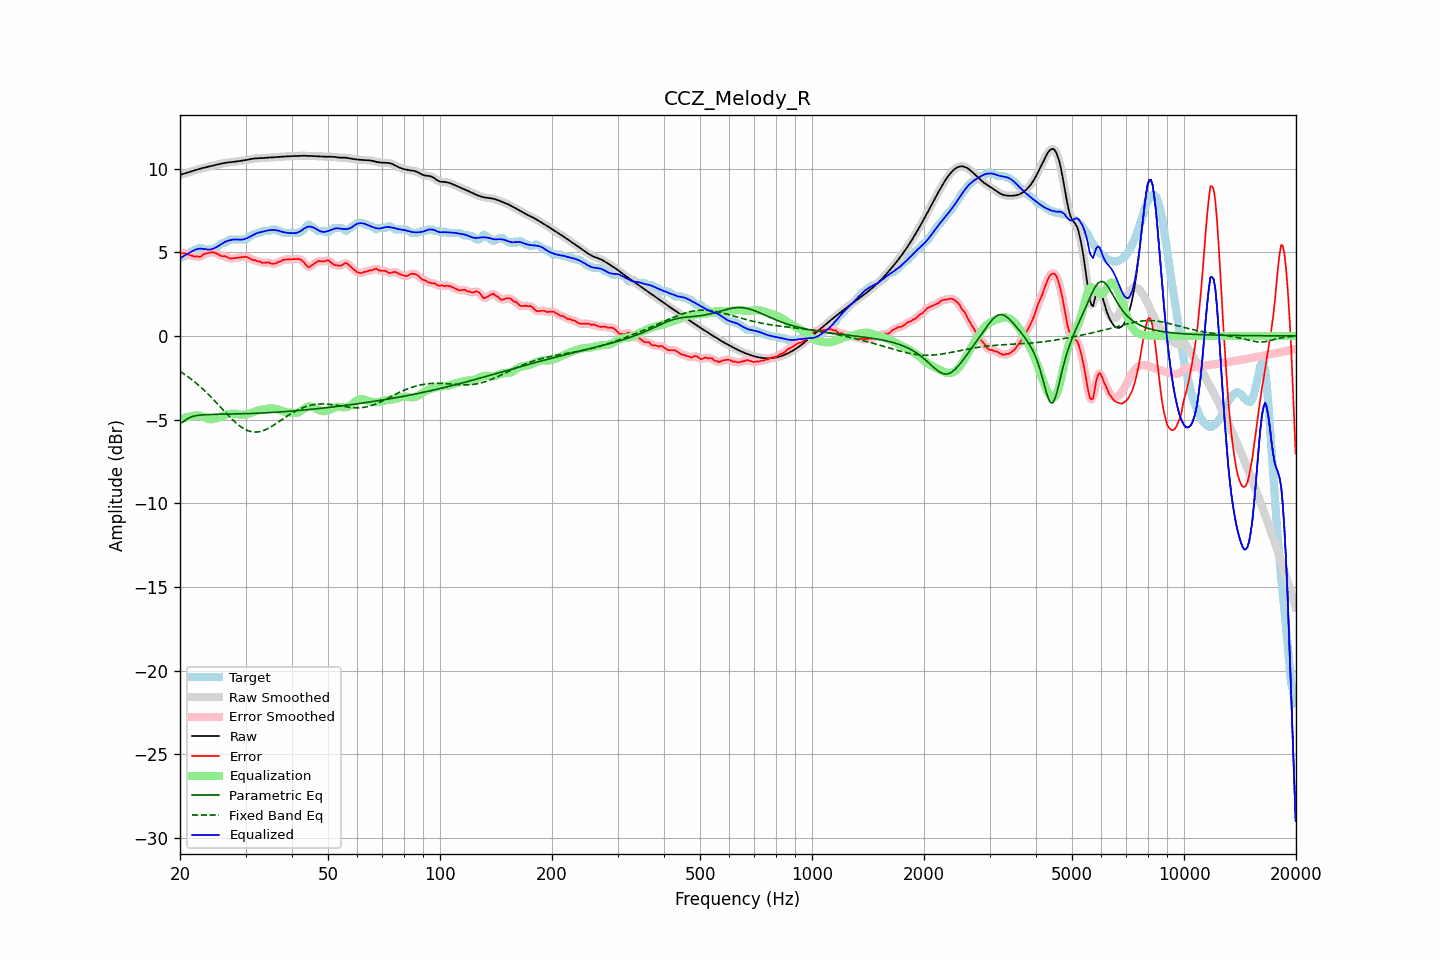 CCZ_Melody_R
Amplitude (dBr)
10
5
0
−5
−10
−15
−20
−25
−30
Target
Raw Smoothed
Error Smoothed
Raw
Error
Equalization
Parametric Eq
Fixed Band Eq
Equalized
20 50 100 200 500 1000 2000 5000 10000 20000
Frequency (Hz)